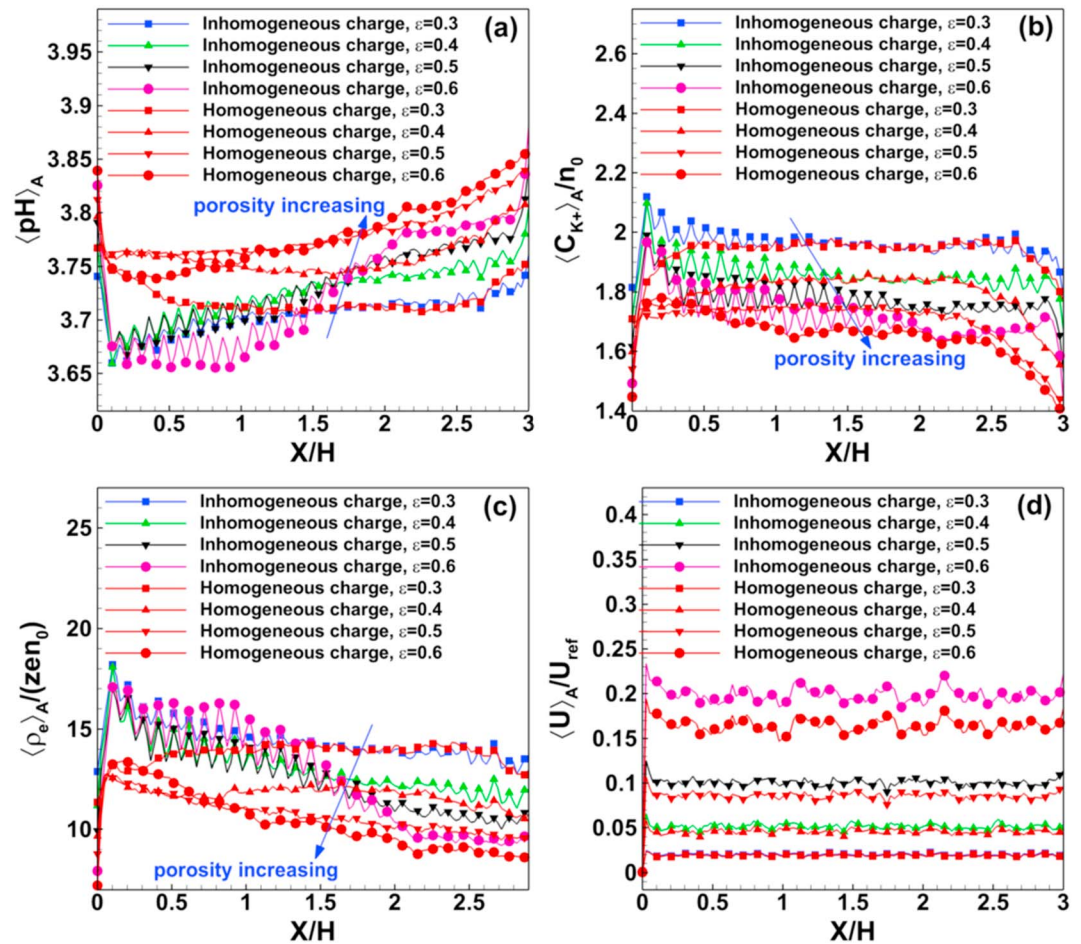 (a)
Inhomogeneous charge, ε=0.3
Inhomogeneous charge, ε=0.4
Inhomogeneous charge, ε=0.5
Inhomogeneous charge, ε=0.6
Homogeneous charge, ε=0.3
Homogeneous charge, ε=0.4
Homogeneous charge, ε=0.5
Homogeneous charge, ε=0.6
porosity increasing
⟨pH⟩A
3.95
3.9
3.85
3.8
3.75
3.7
3.65
0 0.5 1 1.5 2 2.5 3
X/H
(b)
Inhomogeneous charge, ε=0.3
Inhomogeneous charge, ε=0.4
Inhomogeneous charge, ε=0.5
Inhomogeneous charge, ε=0.6
Homogeneous charge, ε=0.3
Homogeneous charge, ε=0.4
Homogeneous charge, ε=0.5
Homogeneous charge, ε=0.6
porosity increasing
⟨CK+⟩A/n0
2.6
2.4
2.2
2
1.8
1.6
1.4
0 0.5 1 1.5 2 2.5 3
X/H
(c)
Inhomogeneous charge, ε=0.3
Inhomogeneous charge, ε=0.4
Inhomogeneous charge, ε=0.5
Inhomogeneous charge, ε=0.6
Homogeneous charge, ε=0.3
Homogeneous charge, ε=0.4
Homogeneous charge, ε=0.5
Homogeneous charge, ε=0.6
porosity increasing
⟨ρe⟩A/(zen0)
25
20
15
10
0 0.5 1 1.5 2 2.5
X/H
(d)
Inhomogeneous charge, ε=0.3
Inhomogeneous charge, ε=0.4
Inhomogeneous charge, ε=0.5
Inhomogeneous charge, ε=0.6
Homogeneous charge, ε=0.3
Homogeneous charge, ε=0.4
Homogeneous charge, ε=0.5
Homogeneous charge, ε=0.6
⟨U⟩A/Uref
0.4
0.35
0.3
0.25
0.2
0.15
0.1
0.05
0
0 0.5 1 1.5 2 2.5 3
X/H